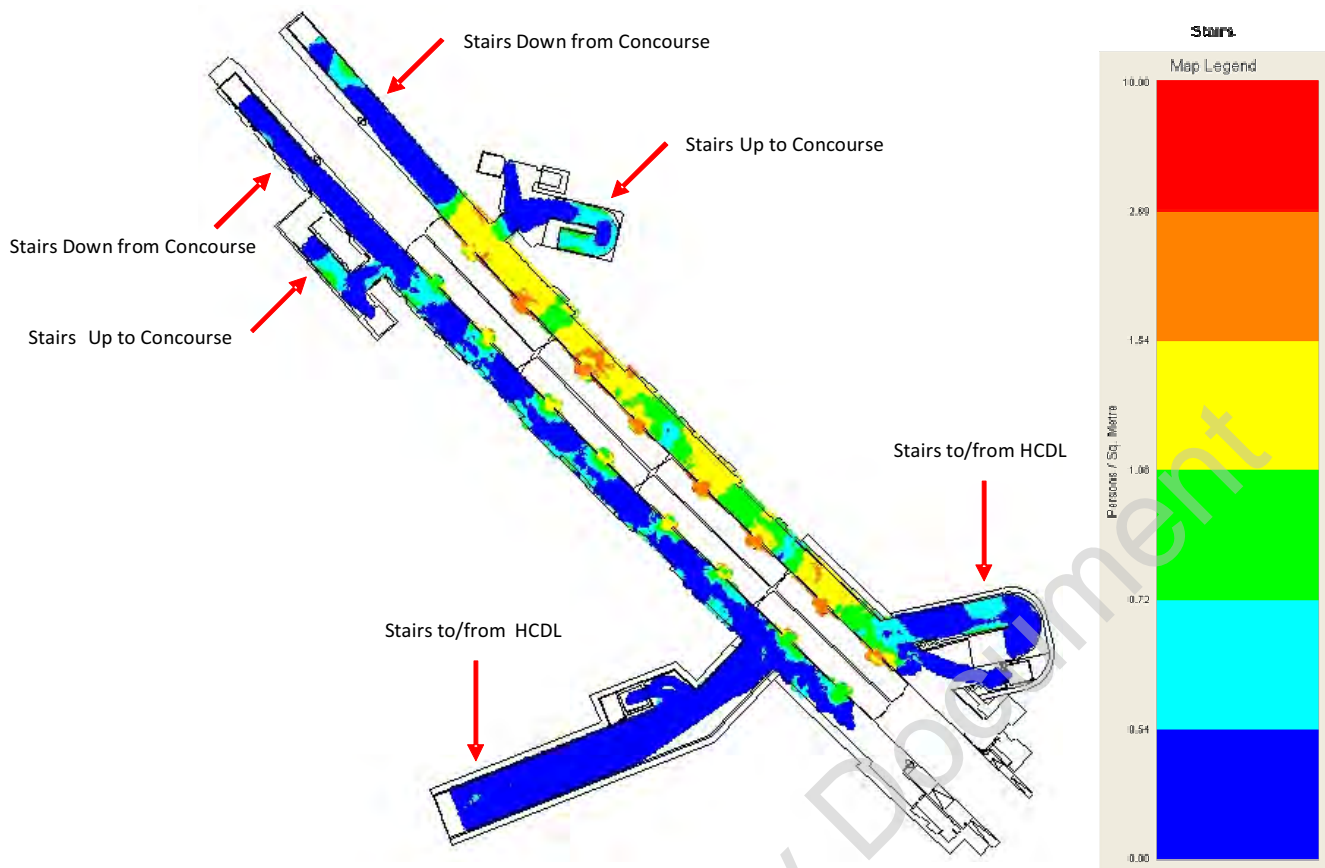 Stairs Down from Concourse
Stairs Up to Concourse
Stairs Down from Concourse
Stairs Up to Concourse
Stairs to/from HCDL
Stairs to/from HCDL
Stairs
Map Legend
10.00
2.69
1.54
1.08
0.72
0.54
0.00
Persons / Sq. Metre
Document